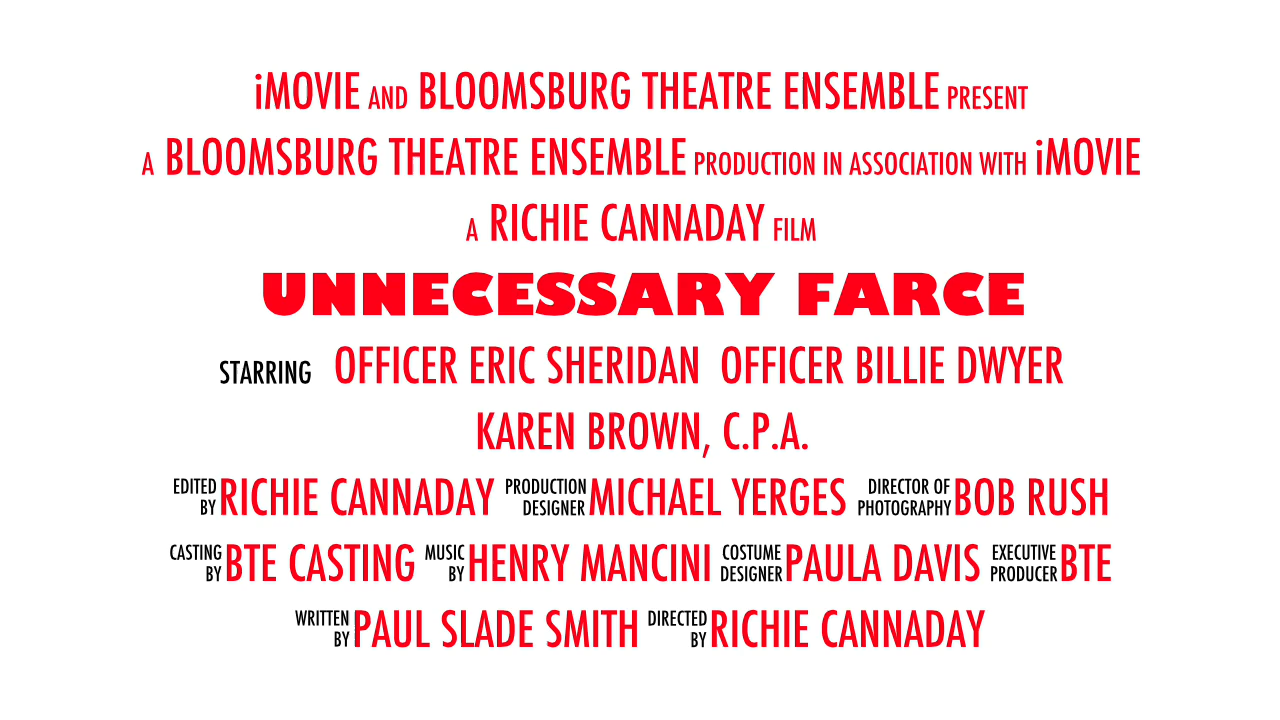 iMOVIE AND BLOOMSBURG THEATRE ENSEMBLE PRESENT
A BLOOMSBURG THEATRE ENSEMBLE PRODUCTION IN ASSOCIATION WITH iMOVIE
A RICHIE CANNADAY FILM
UNNECESSARY FARCE
STARRING OFFICER ERIC SHERIDAN OFFICER BILLIE DWYER
KAREN BROWN, C.P.A.
EDITED BY RICHIE CANNADAY PRODUCTION DESIGNER MICHAEL YERGES DIRECTOR OF PHOTOGRAPHY BOB RUSH
CASTING BY BTE CASTING MUSIC BY HENRY MANCINI COSTUME DESIGNER PAULA DAVIS EXECUTIVE PRODUCER BTE
WRITTEN BY PAUL SLADE SMITH DIRECTED BY RICHIE CANNADAY